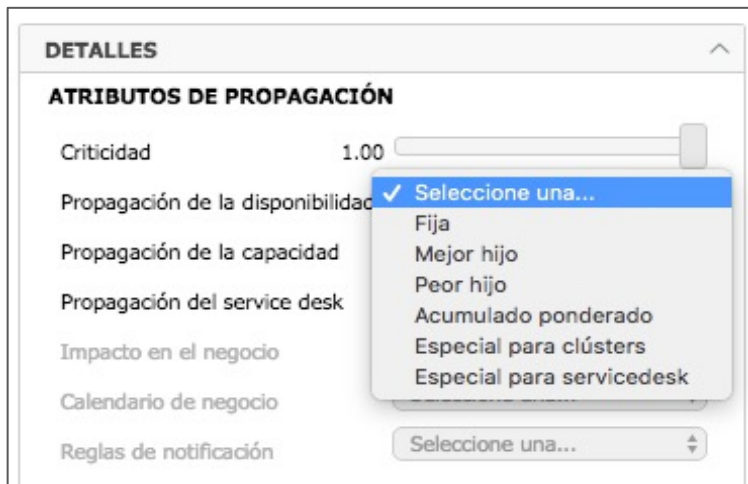 DETALLES
ATRIBUTOS DE PROPAGACIÓN
Criticidad 1.00
Propagación de la disponibilidad ✓ Seleccione una...
Fija
Propagación de la capacidad Mejor hijo
Peor hijo
Propagación del service desk Acumulado ponderado
Impacto en el negocio Especial para clústers
Especial para servicedesk
Calendario de negocio Seleccione una...
Reglas de notificación Seleccione una...